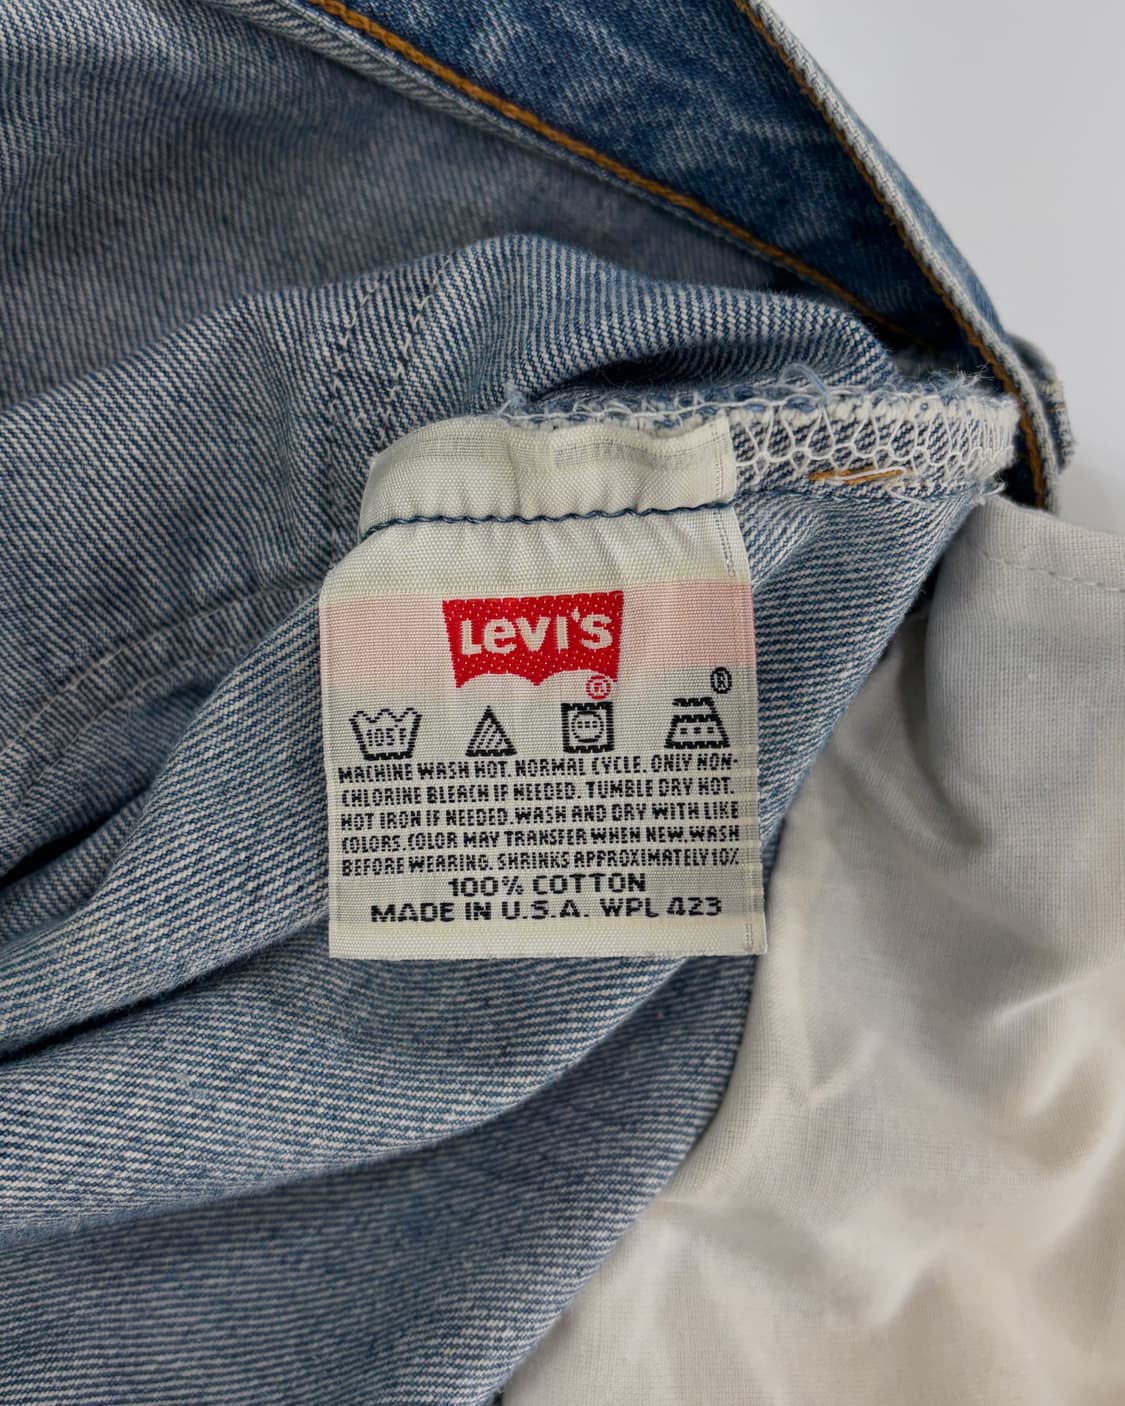 Levi's
®
®
105F
MACHINE WASH HOT. NORMAL CYCLE. ONLY NON-
CHLORINE BLEACH IF NEEDED. TUMBLE DRY HOT.
HOT IRON IF NEEDED. WASH AND DRY WITH LIKE
COLORS. COLOR MAY TRANSFER WHEN NEW. WASH
BEFORE WEARING. SHRINKS APPROXIMATELY 10%
100% COTTON
MADE IN U.S.A. WPL 423